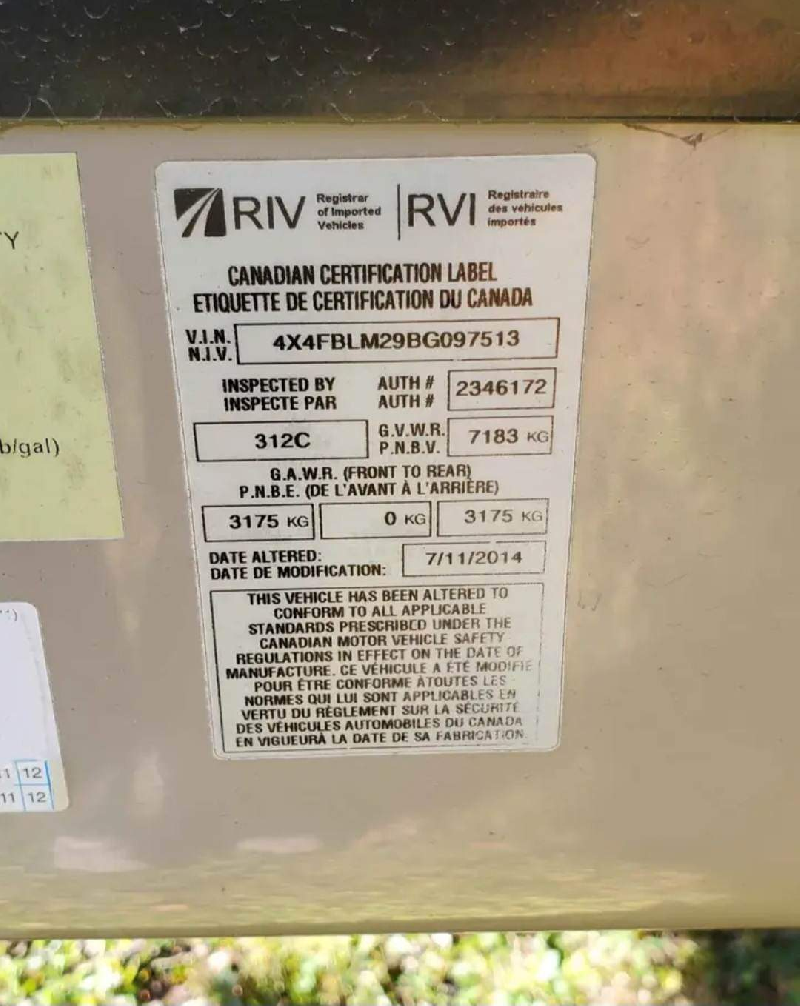 RIV Registrar of Imported Vehicles | RVI Registraire des véhicules importés
CANADIAN CERTIFICATION LABEL
ETIQUETTE DE CERTIFICATION DU CANADA
V.I.N. N.I.V. 4X4FBLM29BG097513
INSPECTED BY AUTH # 2346172
INSPECTE PAR AUTH #
312C G.V.W.R. P.N.B.V. 7183 KG
G.A.W.R. (FRONT TO REAR)
P.N.B.E. (DE L'AVANT À L'ARRIÈRE)
3175 KG 0 KG 3175 KG
DATE ALTERED: 7/11/2014
DATE DE MODIFICATION:
THIS VEHICLE HAS BEEN ALTERED TO
CONFORM TO ALL APPLICABLE
STANDARDS PRESCRIBED UNDER THE
CANADIAN MOTOR VEHICLE SAFETY
REGULATIONS IN EFFECT ON THE DATE OF
MANUFACTURE. CE VÉHICULE A ÉTÉ MODIFIÉ
POUR ÊTRE CONFORME ÀTOUTES LES
NORMES QUI LUI SONT APPLICABLES EN
VERTU DU RÈGLEMENT SUR LA SÉCURITÉ
DES VÉHICULES AUTOMOBILES DU CANADA
EN VIGUEURÀ LA DATE DE SA FABRICATION.
b/gal)
11 12
11 12